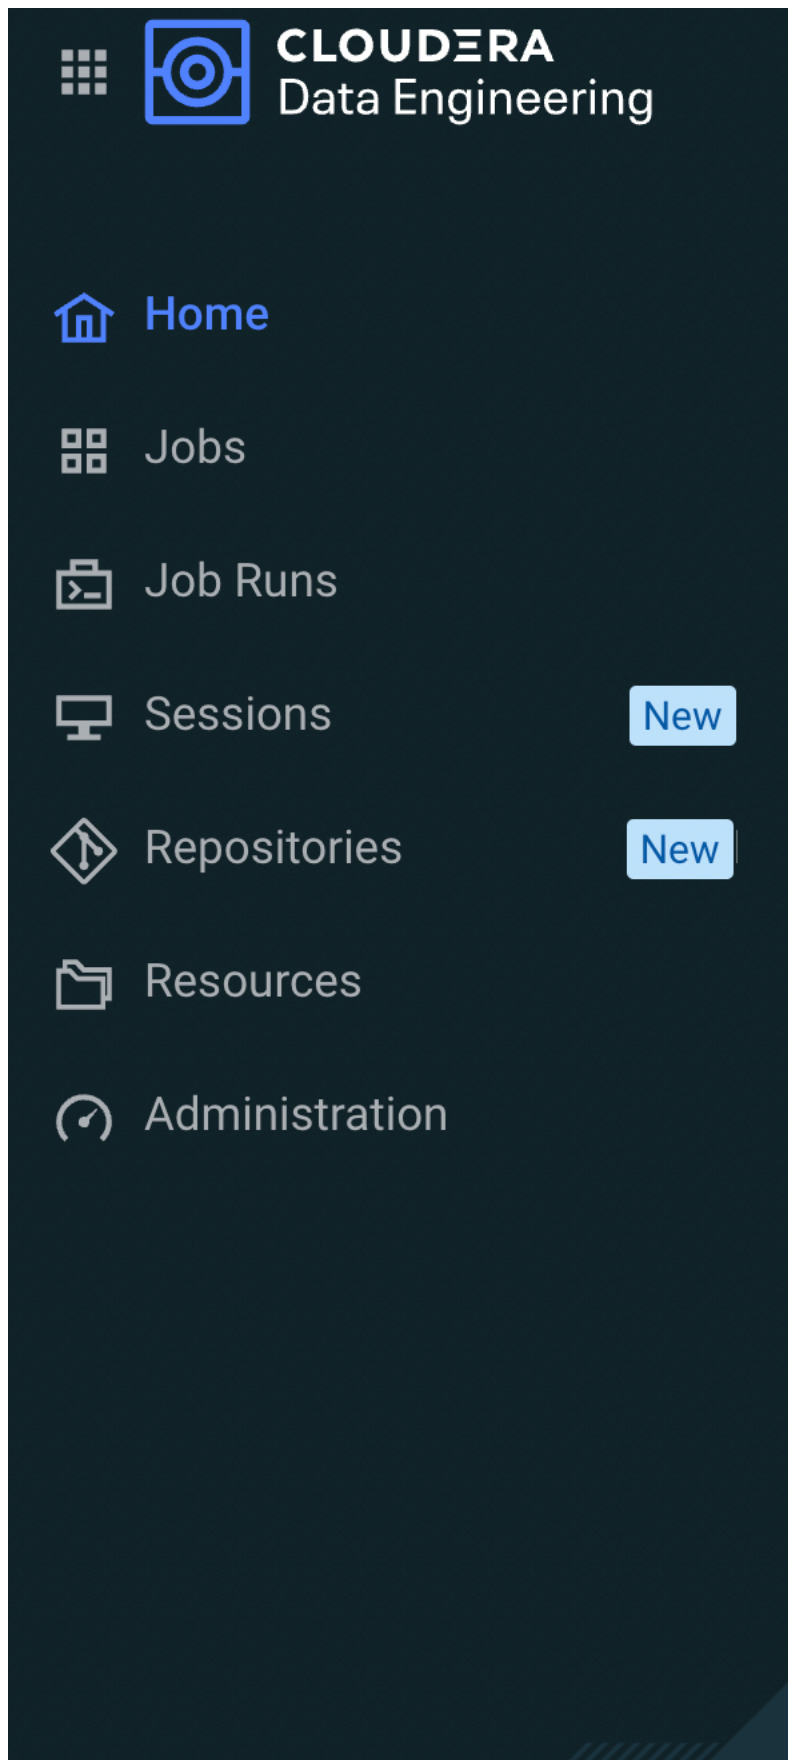 CLOUDERA
Data Engineering
Home
Jobs
Job Runs
Sessions New
Repositories New
Resources
Administration